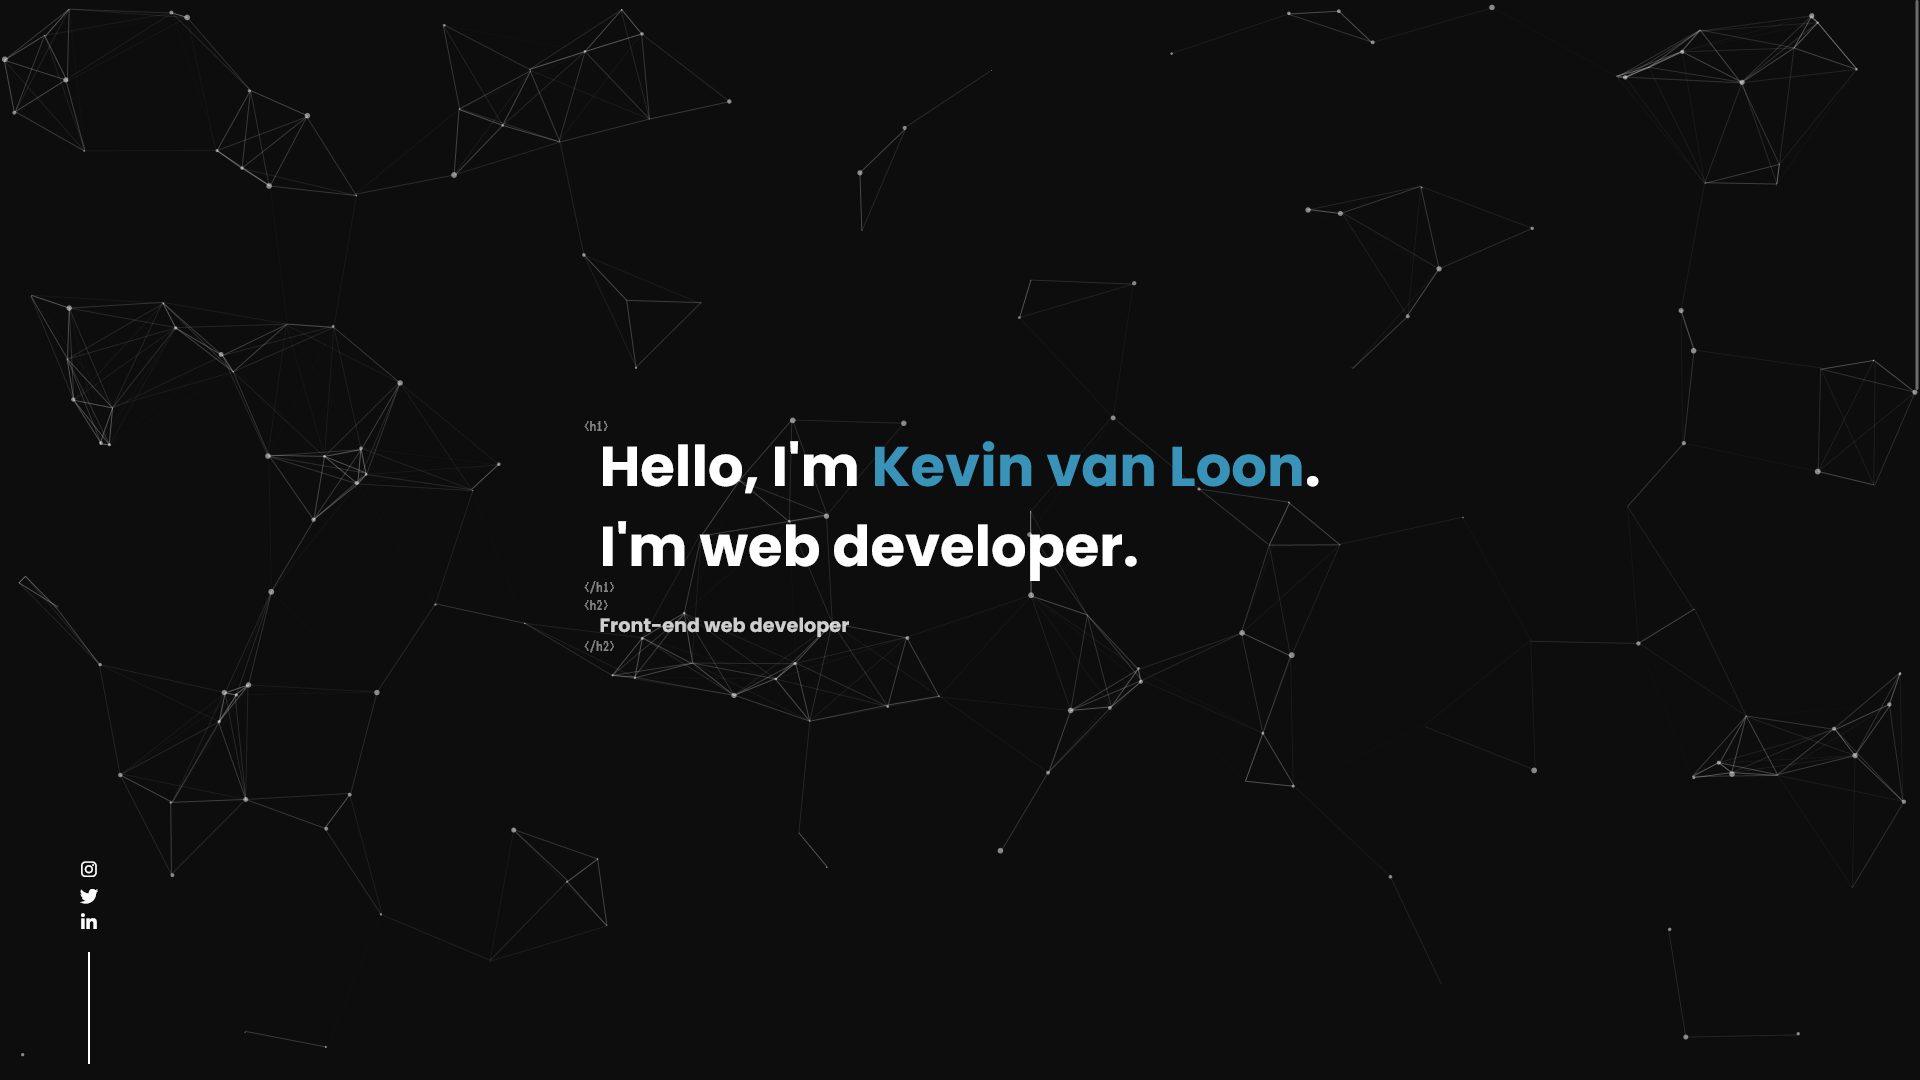 <h1>
Hello, I'm Kevin van Loon.
I'm web developer.
</h1>
<h2>
Front-end web developer
</h2>